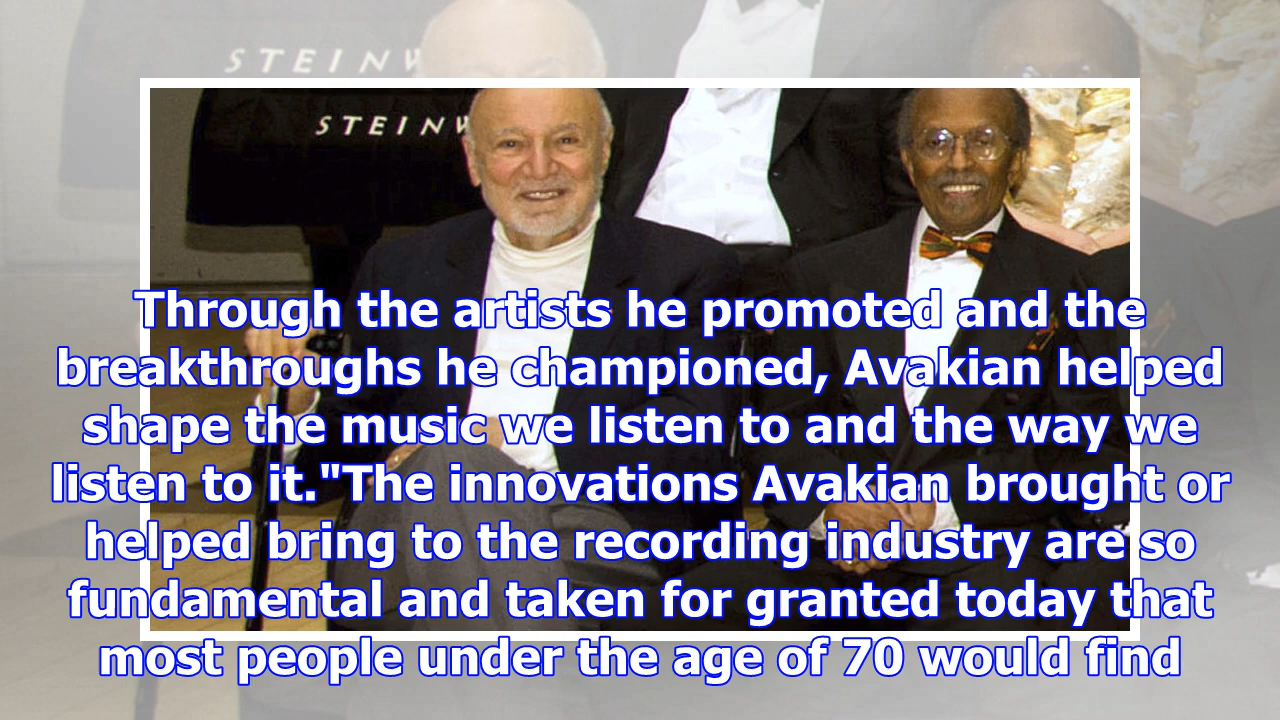 STEINW
STEINW
Through the artists he promoted and the
breakthroughs he championed, Avakian helped
shape the music we listen to and the way we
listen to it."The innovations Avakian brought or
helped bring to the recording industry are so
fundamental and taken for granted today that
most people under the age of 70 would find